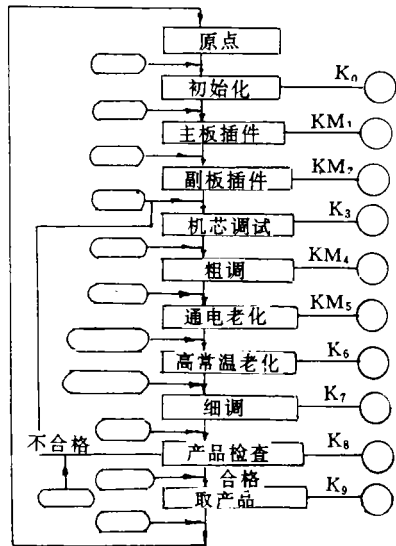 原点
初始化
K₀
主板插件
KM₁
副板插件
KM₂
机芯调试
K₃
粗调
KM₄
通电老化
KM₅
高常温老化
K₆
细调
K₇
不合格
产品检查
K₈
合格
取产品
K₉